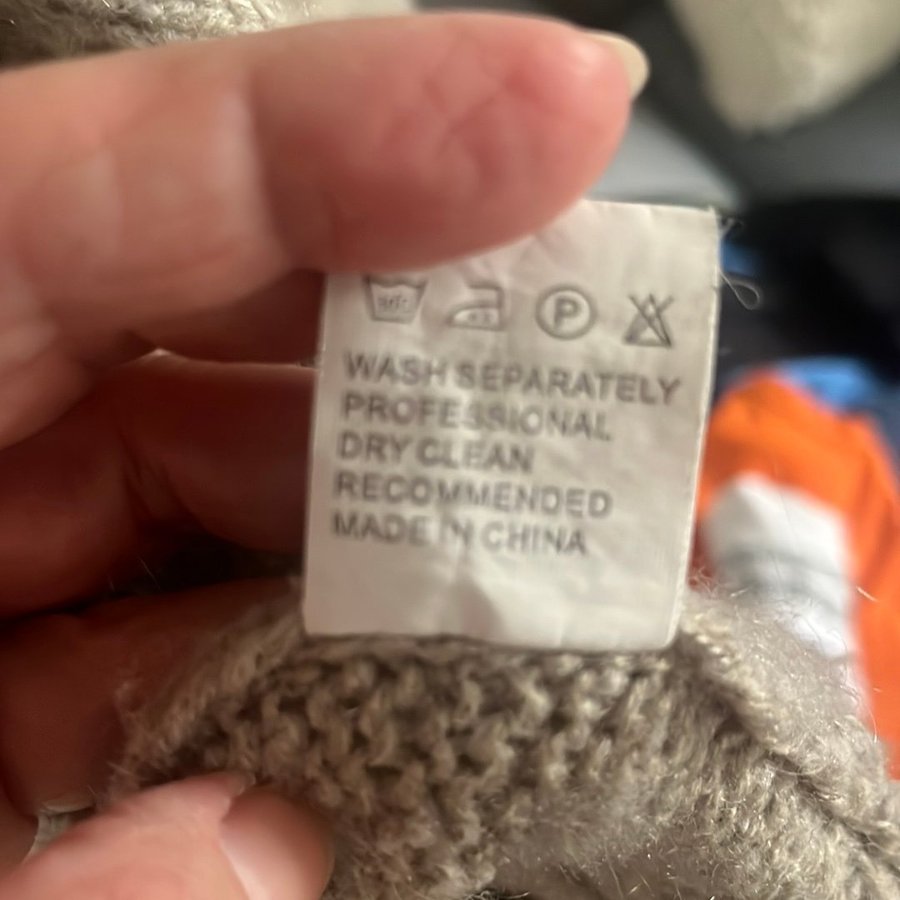 P
WASH SEPARATELY
PROFESSIONAL
DRY CLEAN
RECOMMENDED
MADE IN CHINA